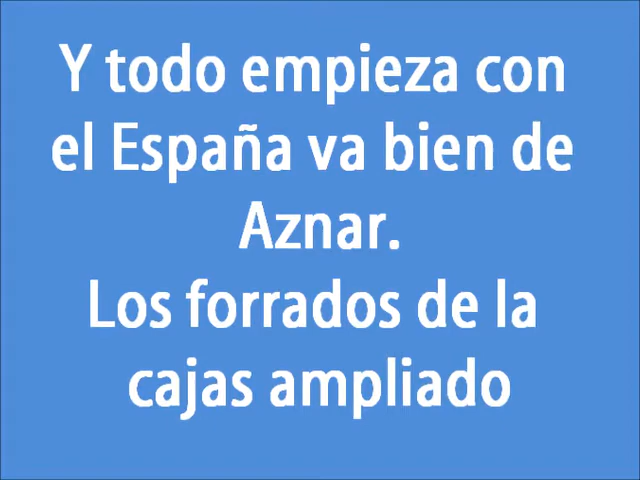 Y todo empieza con
el España va bien de
Aznar.
Los forrados de la
cajas ampliado